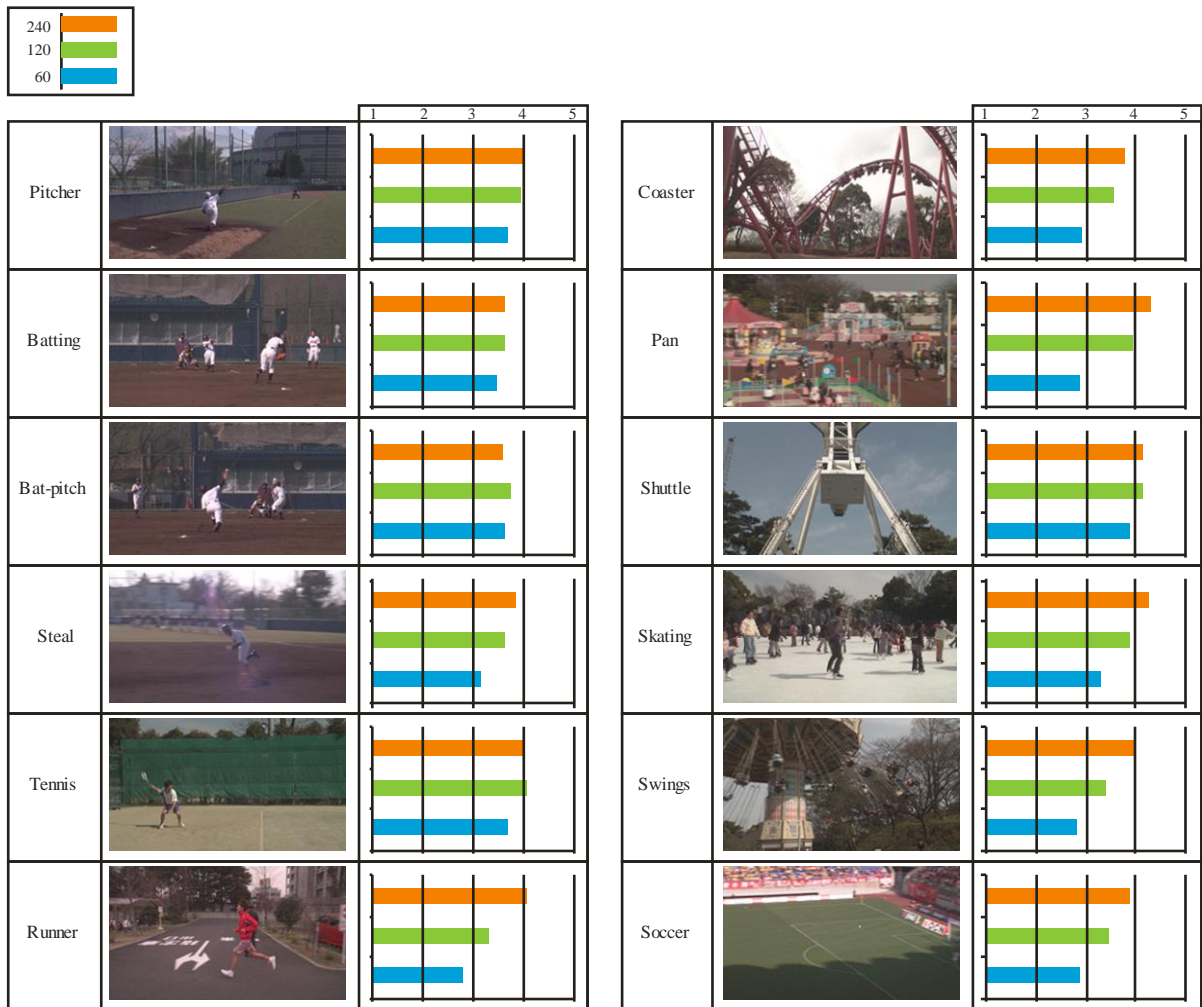 240
120
60
1 2 3 4 5
Pitcher
Batting
Bat-pitch
Steal
Tennis
Runner
1 2 3 4 5
Coaster
Pan
Shuttle
Skating
Swings
Soccer